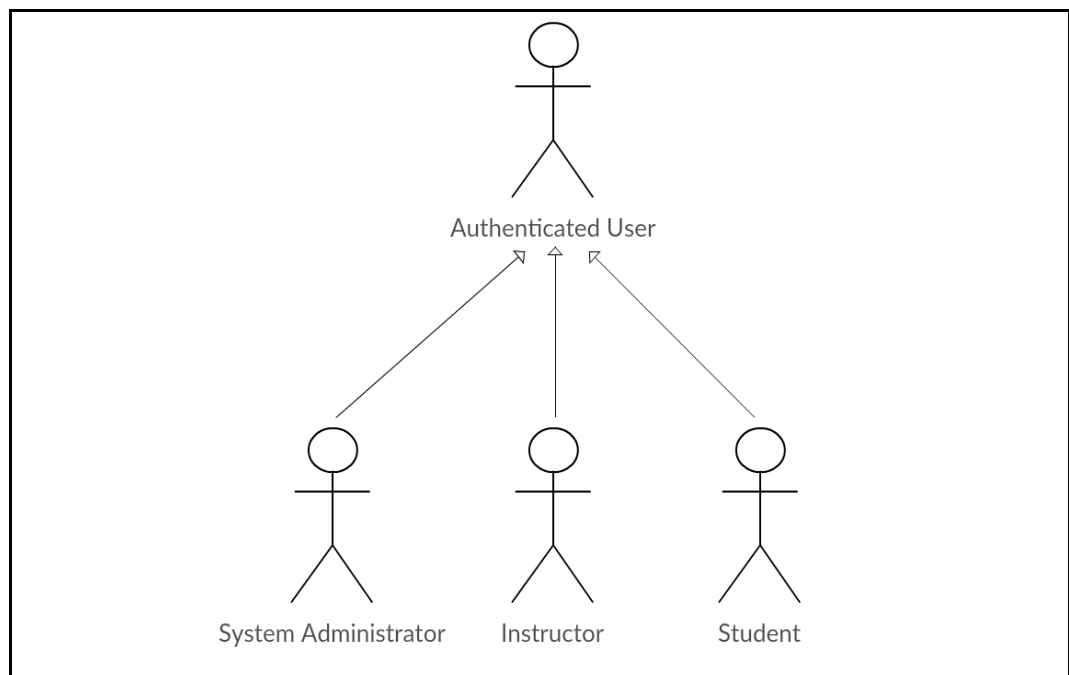 Authenticated User
System Administrator
Instructor
Student